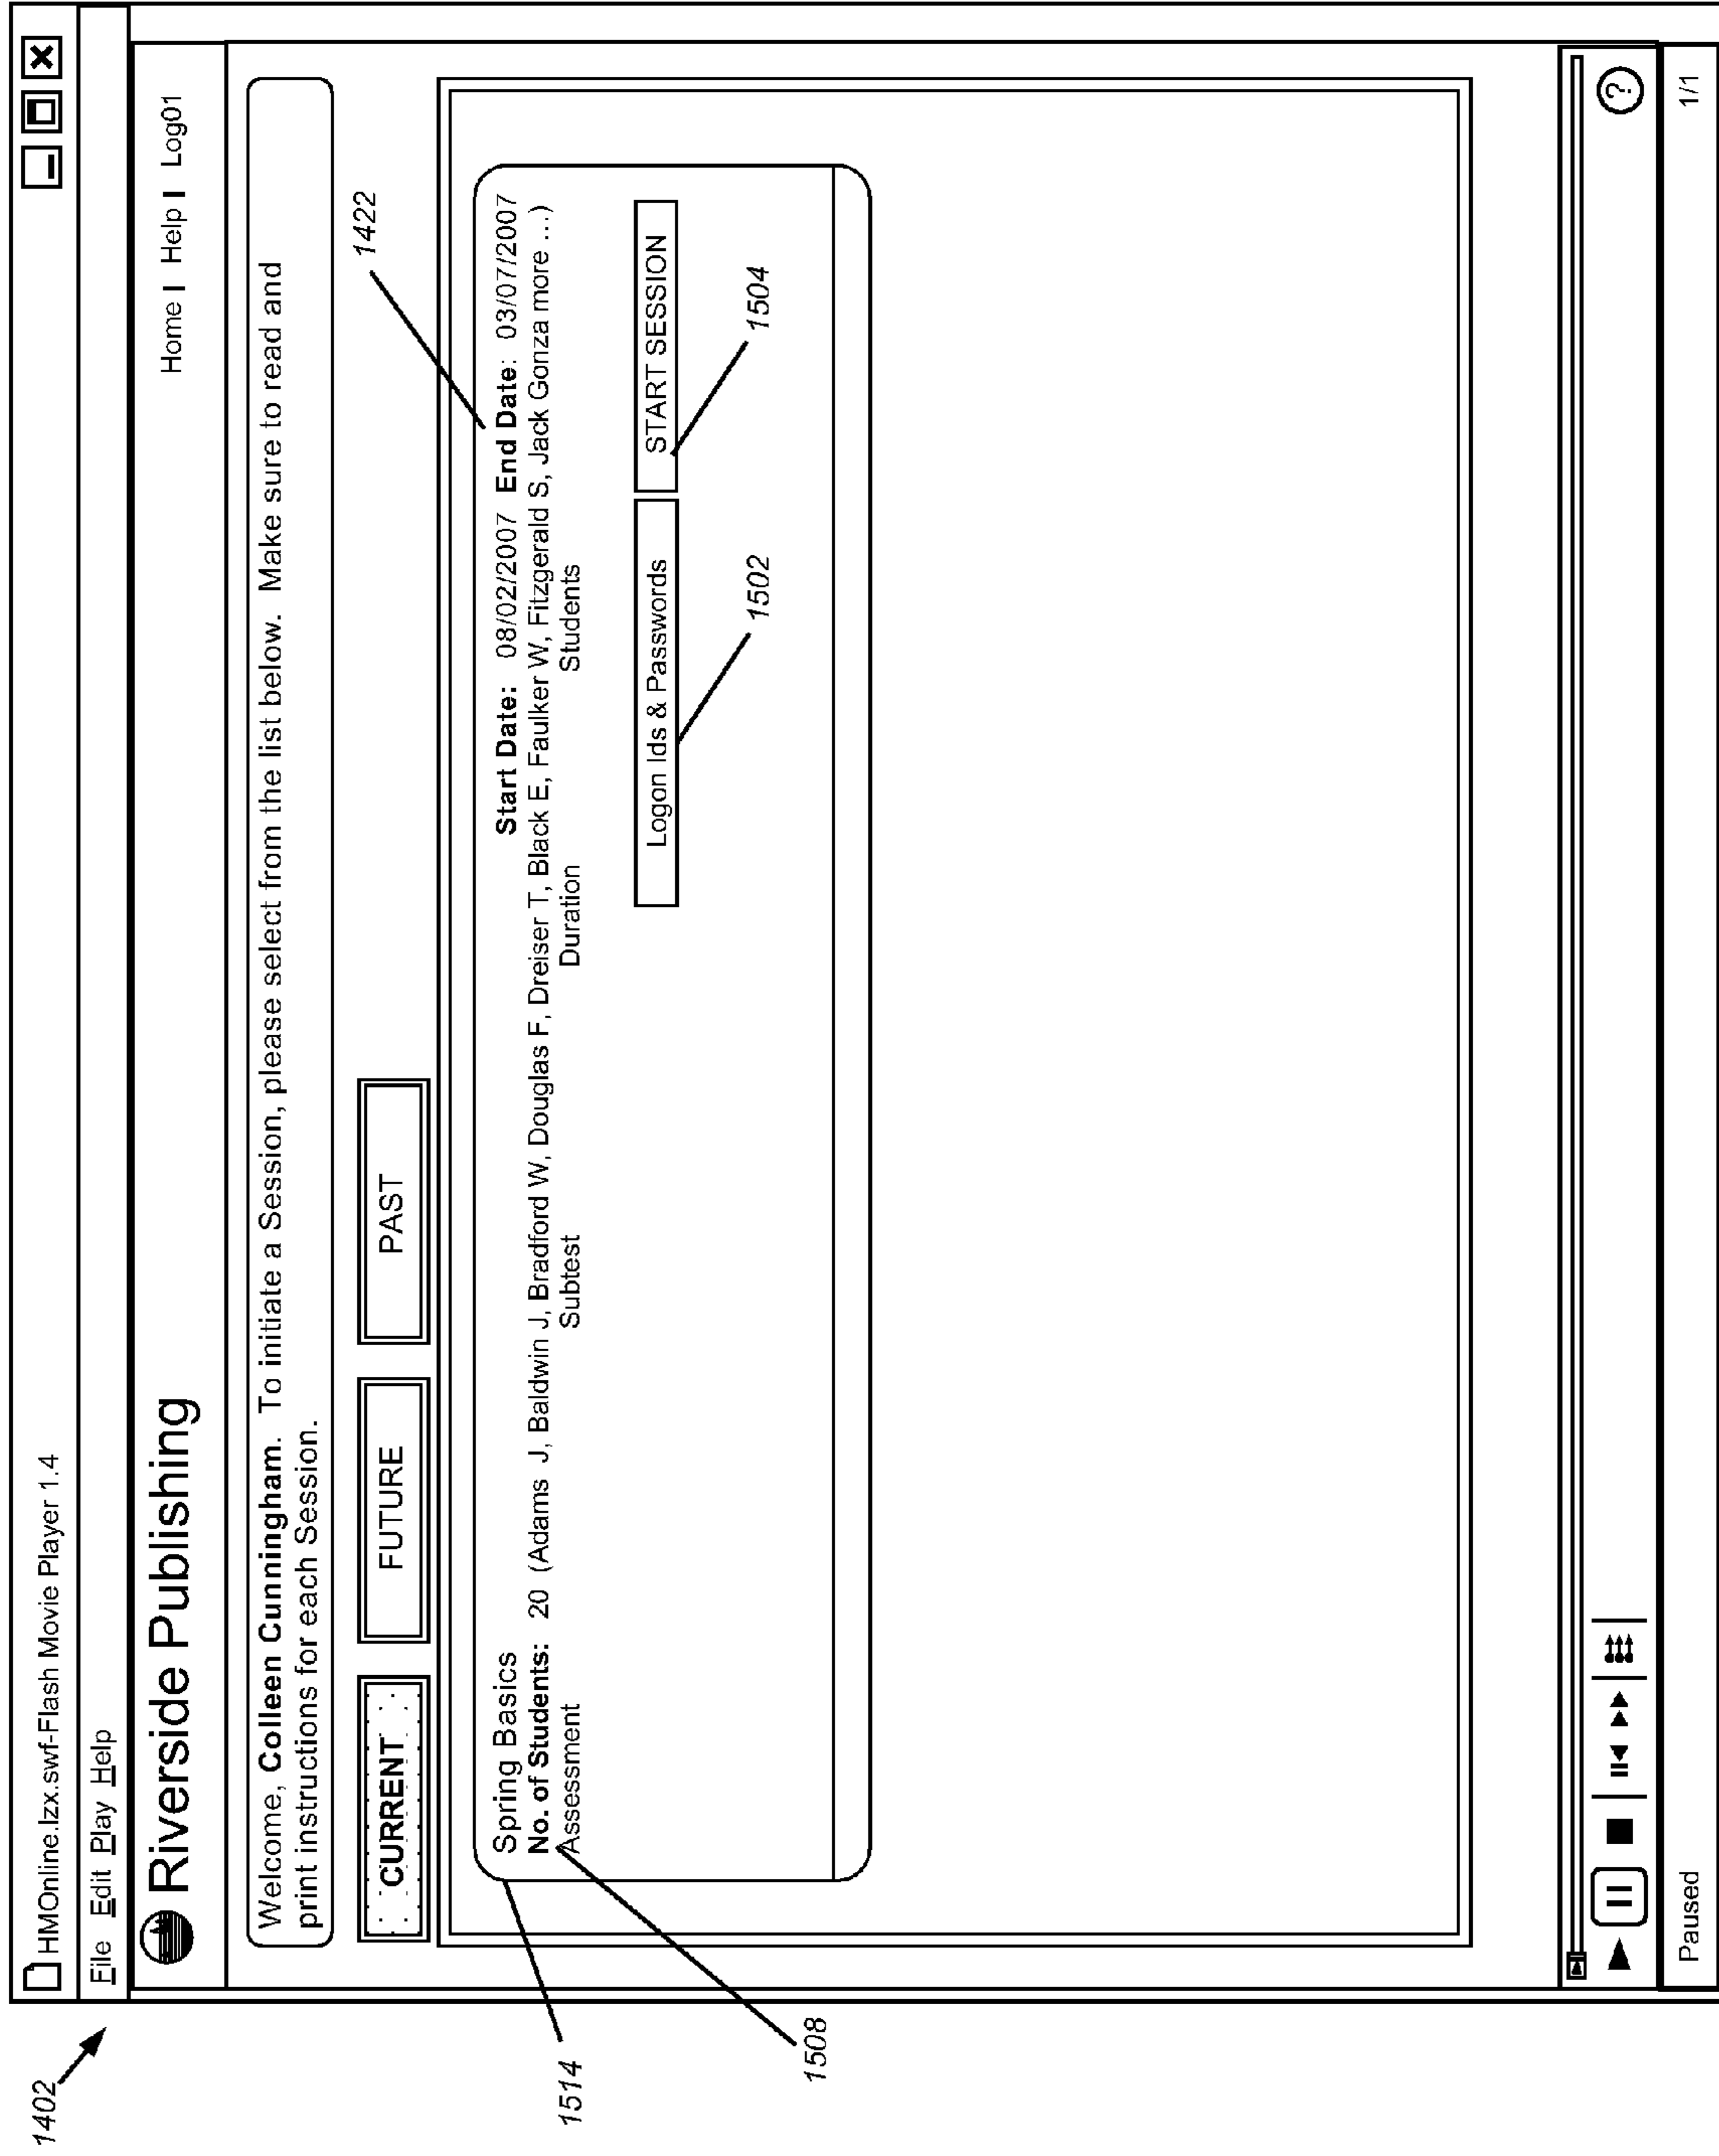 1402
HMOnline.lzx.swf-Flash Movie Player 1.4
File Edit Play Help
Riverside Publishing
Home | Help | Log01
Welcome, Colleen Cunningham. To initiate a Session, please select from the list below. Make sure to read and
print instructions for each Session.
CURRENT
FUTURE
PAST
1422
Spring Basics
Start Date: 08/02/2007 End Date: 03/07/2007
No. of Students: 20 (Adams J, Baldwin J, Bradford W, Douglas F, Dreiser T, Black E, Faulker W, Fitzgerald S, Jack Gonza more ...)
Assessment Subtest Duration Students
Logon Ids & Passwords
START SESSION
1514
1502
1504
1508
?
Paused
1/1